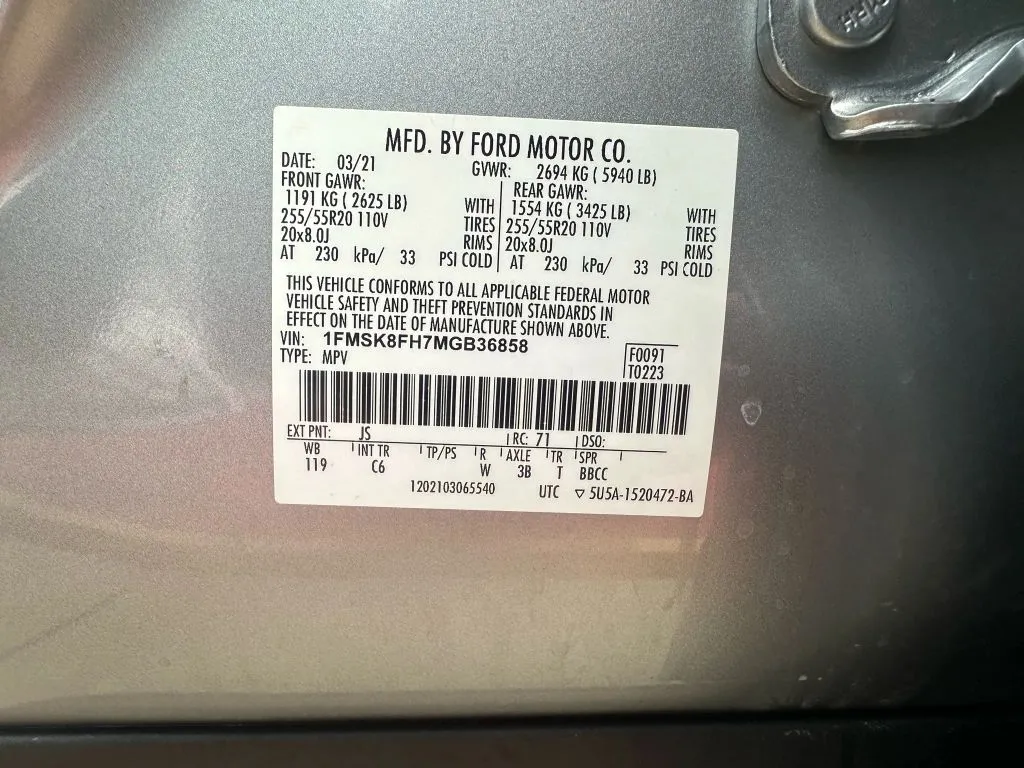 MFD. BY FORD MOTOR CO.
DATE: 03/21 GVWR: 2694 KG ( 5940 LB)
FRONT GAWR: REAR GAWR:
1191 KG ( 2625 LB) WITH 1554 KG ( 3425 LB) WITH
255/55R20 110V TIRES 255/55R20 110V TIRES
20x8.0J RIMS 20x8.0J RIMS
AT 230 kPa/ 33 PSI COLD AT 230 kPa/ 33 PSI COLD
THIS VEHICLE CONFORMS TO ALL APPLICABLE FEDERAL MOTOR
VEHICLE SAFETY AND THEFT PREVENTION STANDARDS IN
EFFECT ON THE DATE OF MANUFACTURE SHOWN ABOVE.
VIN: 1FMSK8FH7MGB36858
TYPE: MPV
F0091
T0223
EXT PNT: JS RC: 71 DSO:
WB INT TR TP/PS R AXLE TR SPR
119 C6 W 3B T BBCC
1202103065540 UTC ▽ 5U5A-1520472-BA